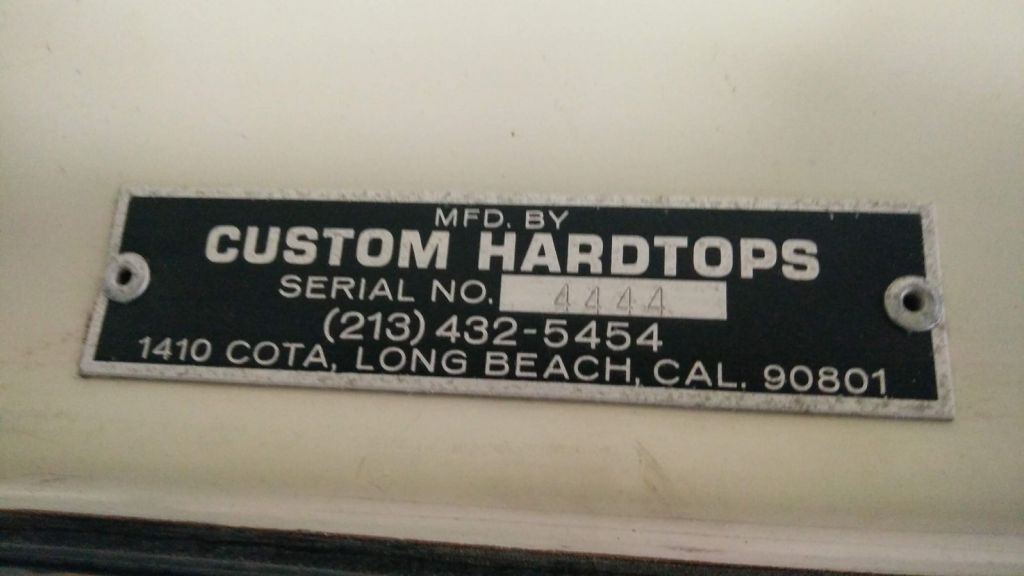 MFD. BY
CUSTOM HARDTOPS
SERIAL NO. 4444
(213) 432-5454
1410 COTA, LONG BEACH, CAL. 90801